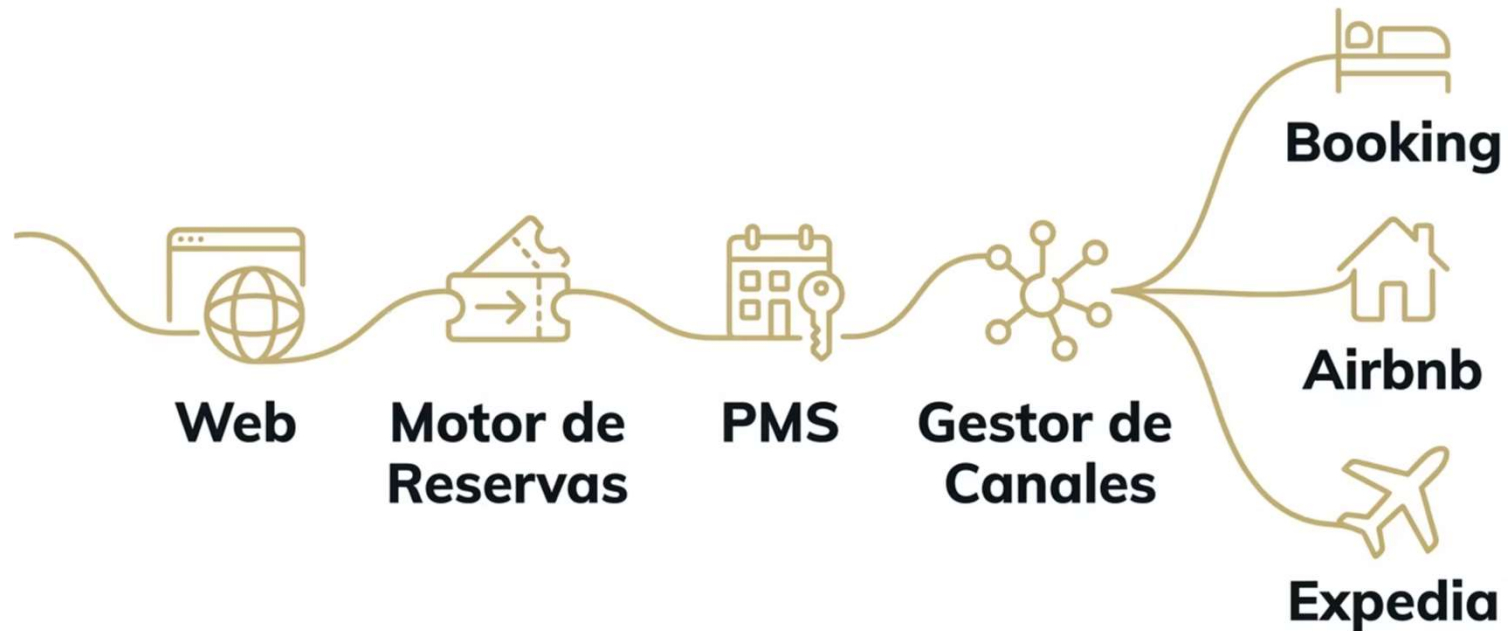 Web
Motor de
Reservas
PMS
Gestor de
Canales
Booking
Airbnb
Expedia